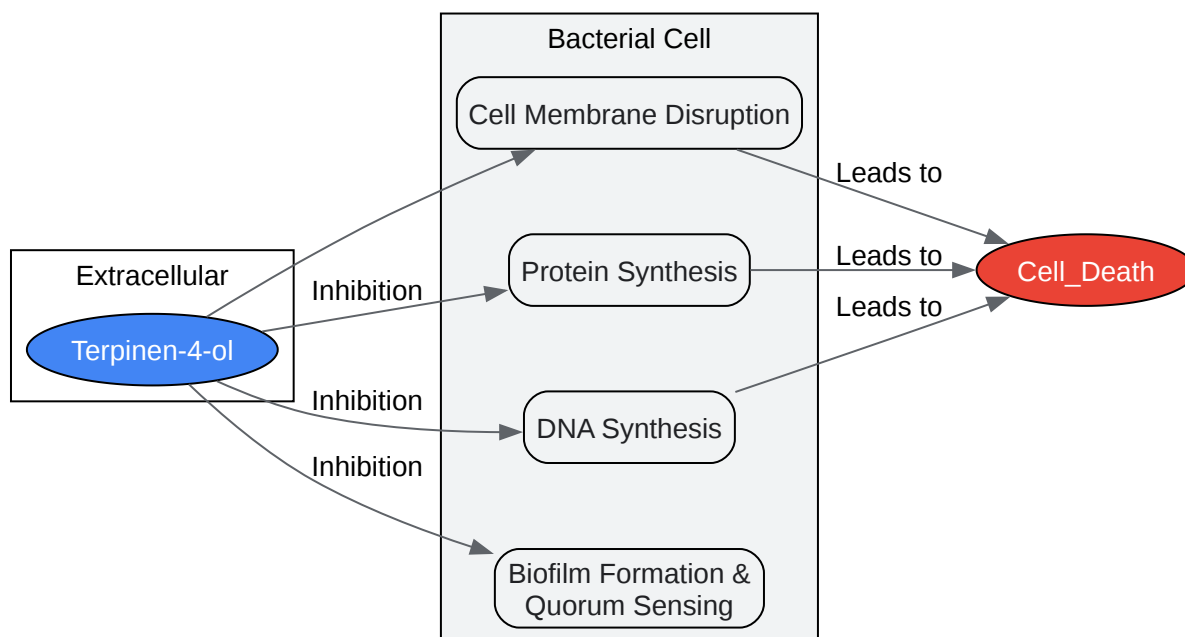 Bacterial Cell
Cell Membrane Disruption
Leads to
Extracellular
Inhibition
Protein Synthesis
Leads to
Cell_Death
Terpinen-4-ol
Leads to
Inhibition
DNA Synthesis
Inhibition
Biofilm Formation &
Quorum Sensing